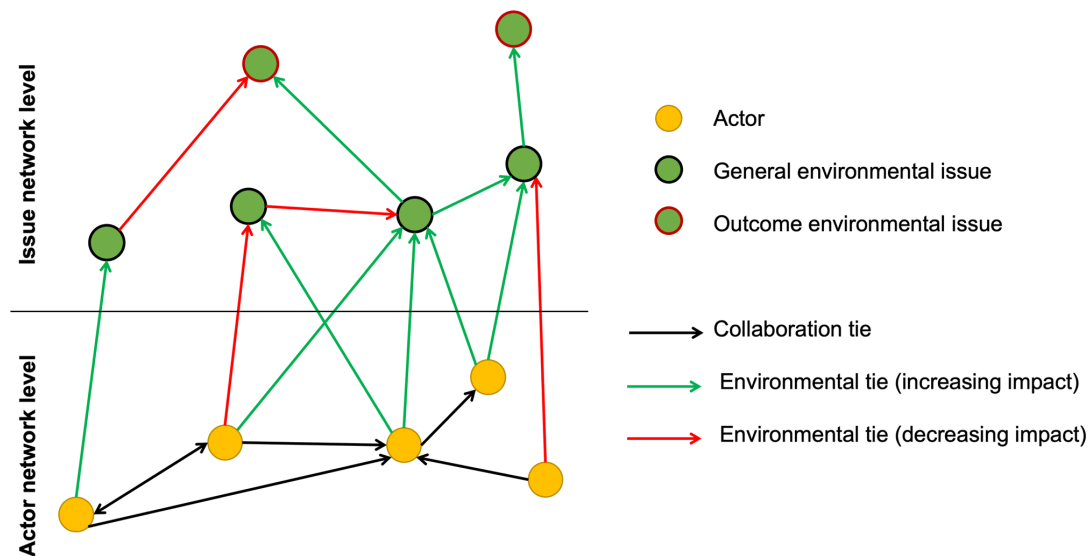 Issue network level
Actor network level
Actor
General environmental issue
Outcome environmental issue
Collaboration tie
Environmental tie (increasing impact)
Environmental tie (decreasing impact)